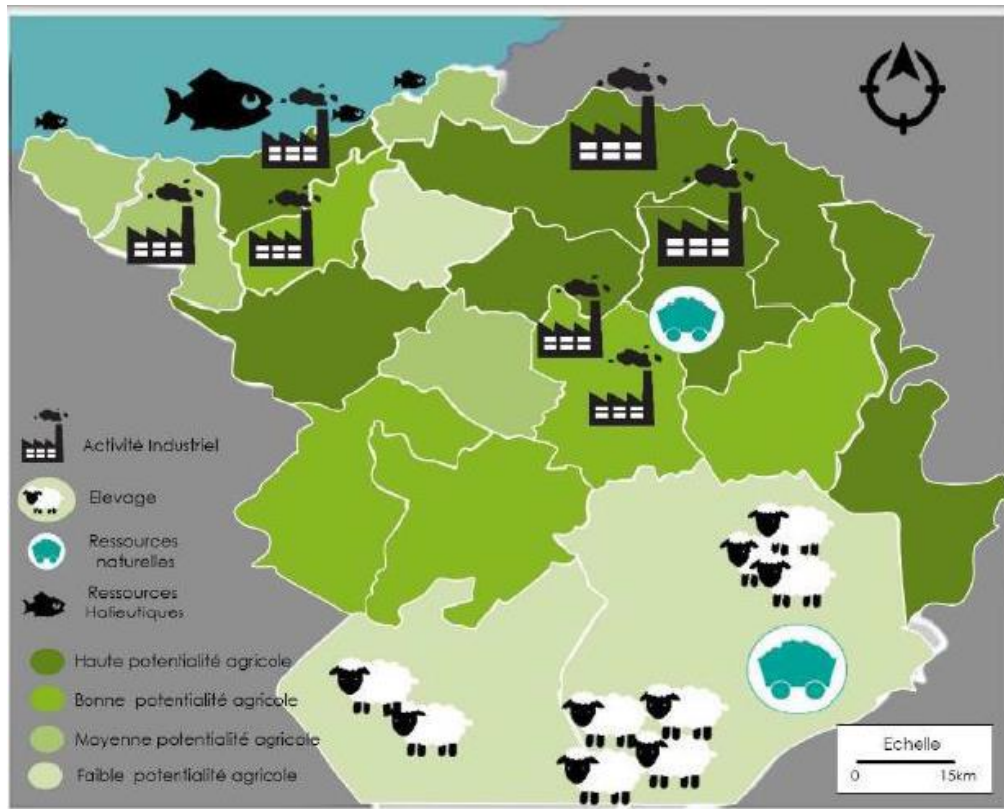 Activité Industriel
Elevage
Ressources
naturelles
Ressources
Halieutiques
Haute potentialité agricole
Bonne potentialité agricole
Moyenne potentialité agricole
Faible potentialité agricole
Echelle
0 15km